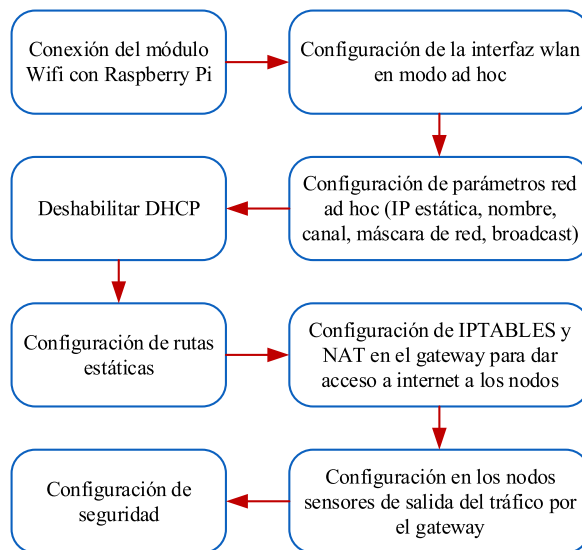 Conexión del módulo
Wifi con Raspberry Pi
Configuración de la interfaz wlan
en modo ad hoc
Configuración de parámetros red
ad hoc (IP estática, nombre,
canal, máscara de red, broadcast)
Deshabilitar DHCP
Configuración de rutas
estáticas
Configuración de IPTABLES y
NAT en el gateway para dar
acceso a internet a los nodos
Configuración en los nodos
sensores de salida del tráfico por
el gateway
Configuración de
seguridad